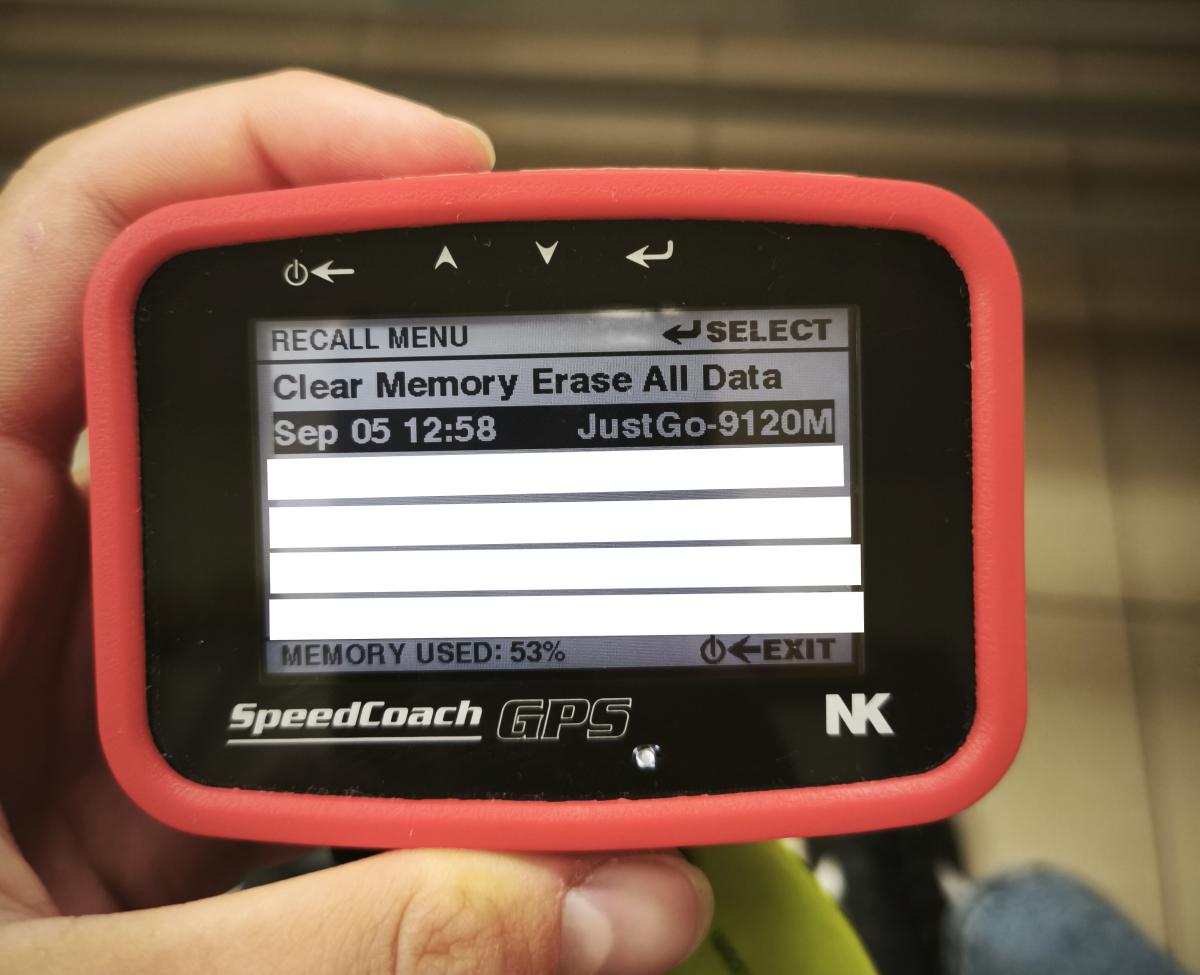 RECALL MENU SELECT
Clear Memory Erase All Data
Sep 05 12:58 JustGo-9120M
MEMORY USED: 53% EXIT
SpeedCoach GPS NK